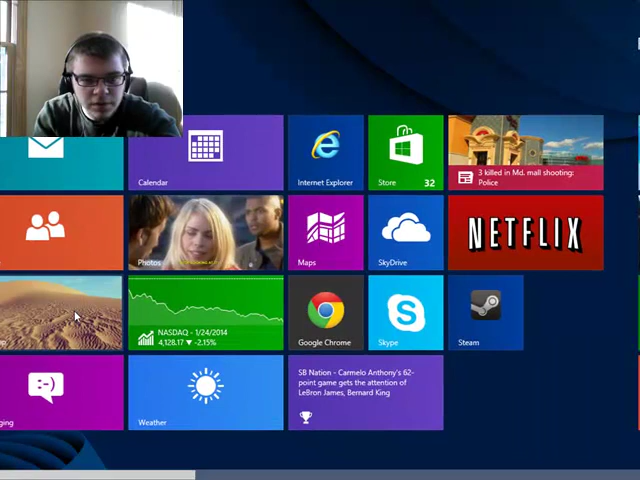 Calendar
Internet Explorer
Store
32
3 killed in Md. mall shooting:
Police
Photos
Maps
SkyDrive
NETFLIX
NASDAQ - 1/24/2014
4,128.17 ▼ -2.15%
Google Chrome
Skype
Steam
ging
Weather
SB Nation - Carmelo Anthony's 62-
point game gets the attention of
LeBron James, Bernard King